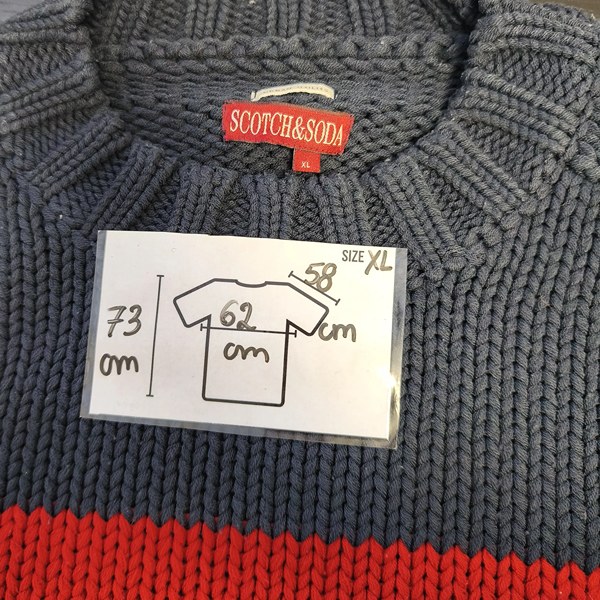 SCOTCH&SODA
XL
SIZE XL
58
cm
62
cm
73
cm